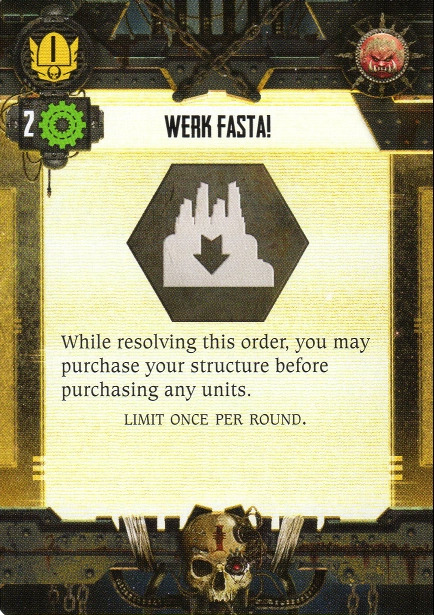 2
WERK FASTA!
While resolving this order, you may
purchase your structure before
purchasing any units.
LIMIT ONCE PER ROUND.